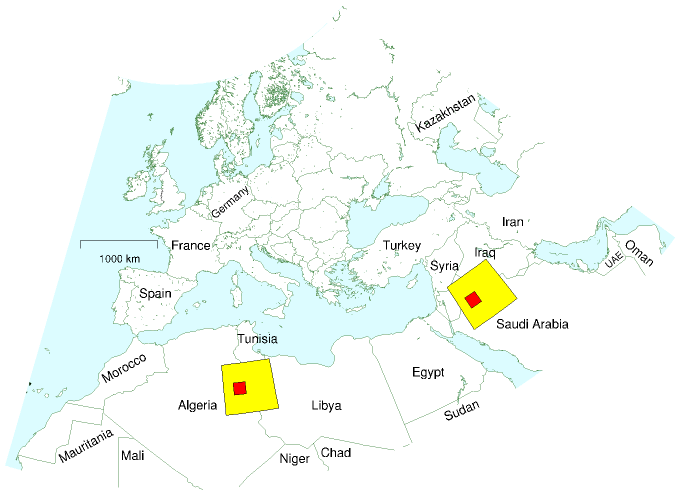 Kazakhstan
Germany
Iran
Oman
France
Turkey
UAE
1000 km
Syria
Iraq
Spain
Saudi Arabia
Tunisia
Morocco
Egypt
Algeria
Libya
Sudan
Mauritania
Mali
Niger
Chad